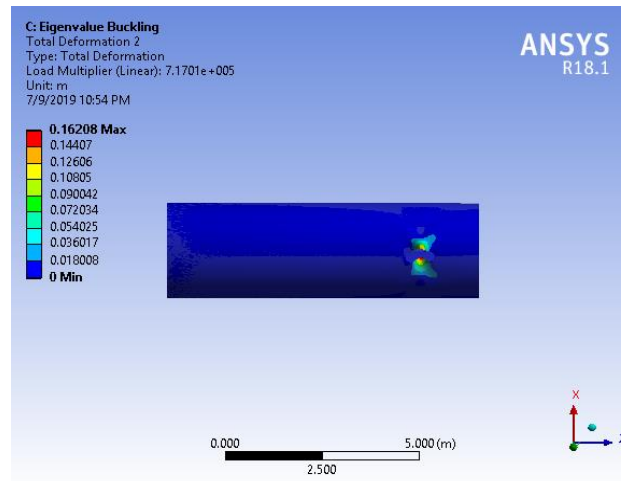 C: Eigenvalue Buckling
Total Deformation 2
Type: Total Deformation
Load Multiplier (Linear): 7.1701e+005
Unit: m
7/9/2019 10:54 PM
ANSYS
R18.1
0.16208 Max
0.14407
0.12606
0.10805
0.090042
0.072034
0.054025
0.036017
0.018008
0 Min
X
0.000
5.000 (m)
2.500